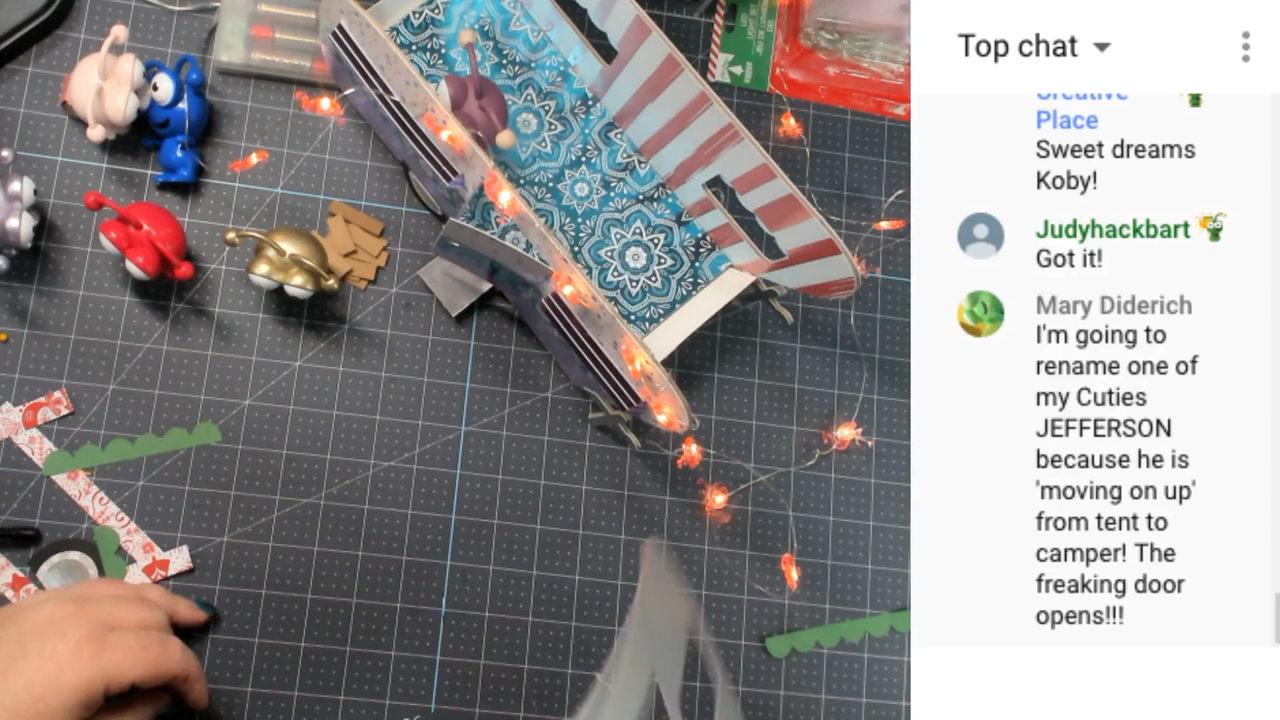 Top chat
Creative
Place
Sweet dreams
Koby!
Judyhackbart
Got it!
Mary Diderich
I'm going to
rename one of
my Cuties
JEFFERSON
because he is
'moving on up'
from tent to
camper! The
freaking door
opens!!!